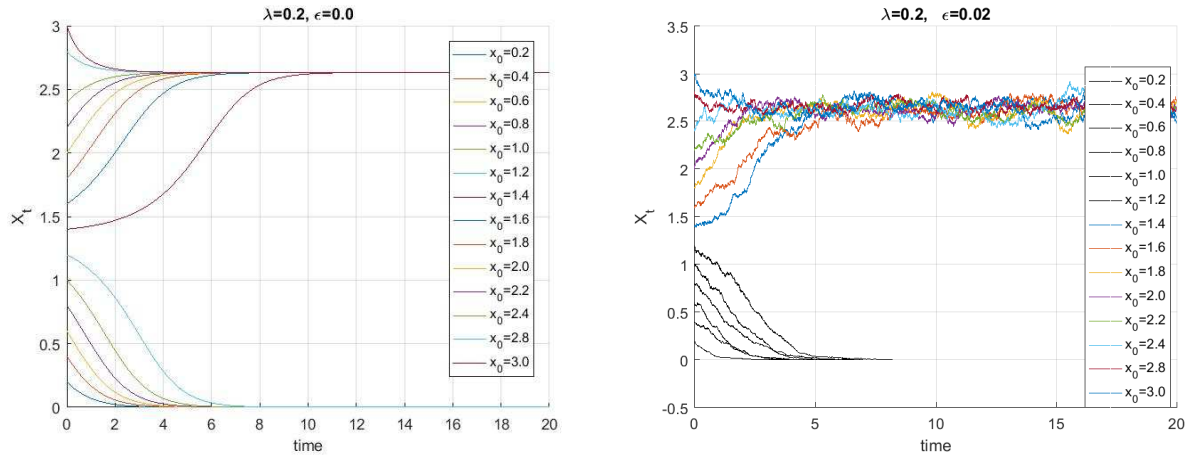 λ=0.2, ϵ=0.0
3
2.5
2
1.5
1
0.5
0
X_t
0 2 4 6 8 10 12 14 16 18 20
time
x_0=0.2
x_0=0.4
x_0=0.6
x_0=0.8
x_0=1.0
x_0=1.2
x_0=1.4
x_0=1.6
x_0=1.8
x_0=2.0
x_0=2.2
x_0=2.4
x_0=2.8
x_0=3.0
λ=0.2, ϵ=0.02
3.5
3
2.5
2
1.5
1
0.5
0
-0.5
X_t
0 5 10 15 20
time
x_0=0.2
x_0=0.4
x_0=0.6
x_0=0.8
x_0=1.0
x_0=1.2
x_0=1.4
x_0=1.6
x_0=1.8
x_0=2.0
x_0=2.2
x_0=2.4
x_0=2.8
x_0=3.0